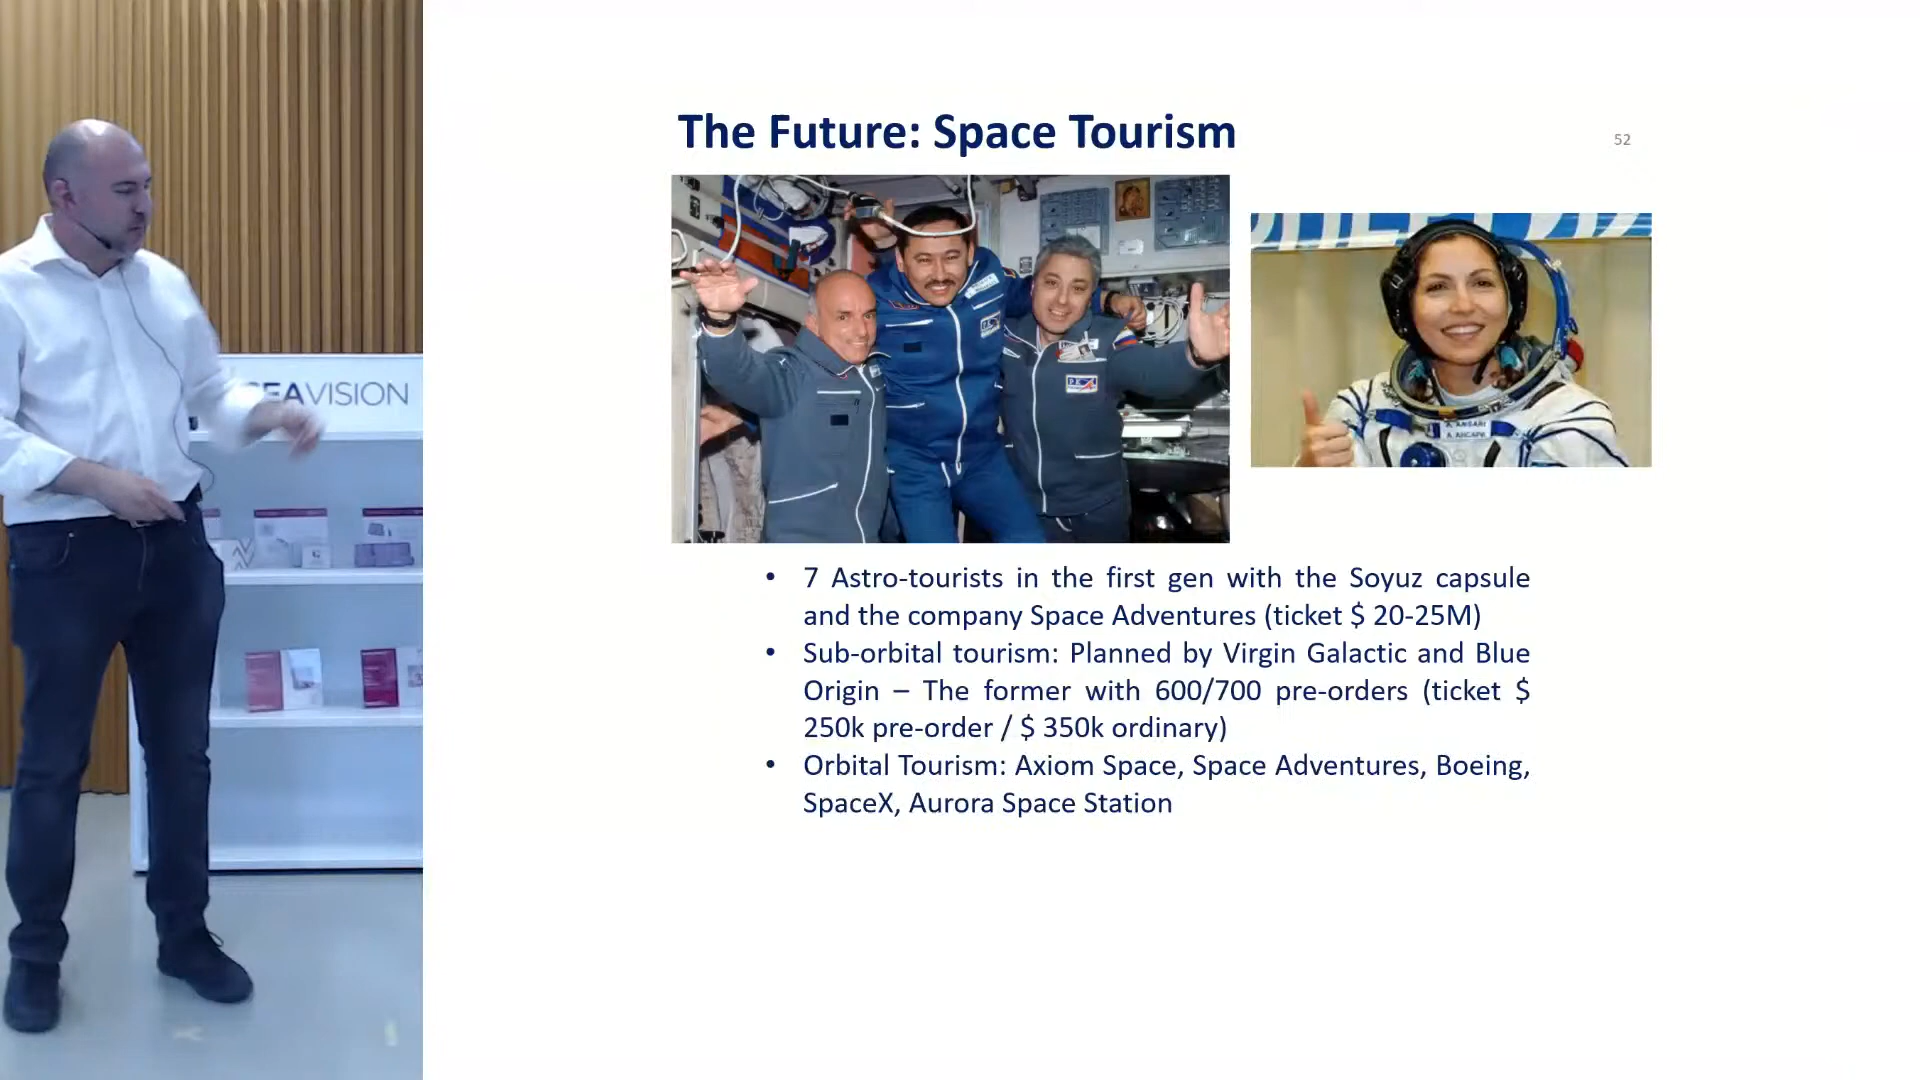 The Future: Space Tourism
52
SEAVISION
A. ANSARI
• 7 Astro-tourists in the first gen with the Soyuz capsule
and the company Space Adventures (ticket $ 20-25M)
• Sub-orbital tourism: Planned by Virgin Galactic and Blue
Origin – The former with 600/700 pre-orders (ticket $
250k pre-order / $ 350k ordinary)
• Orbital Tourism: Axiom Space, Space Adventures, Boeing,
SpaceX, Aurora Space Station